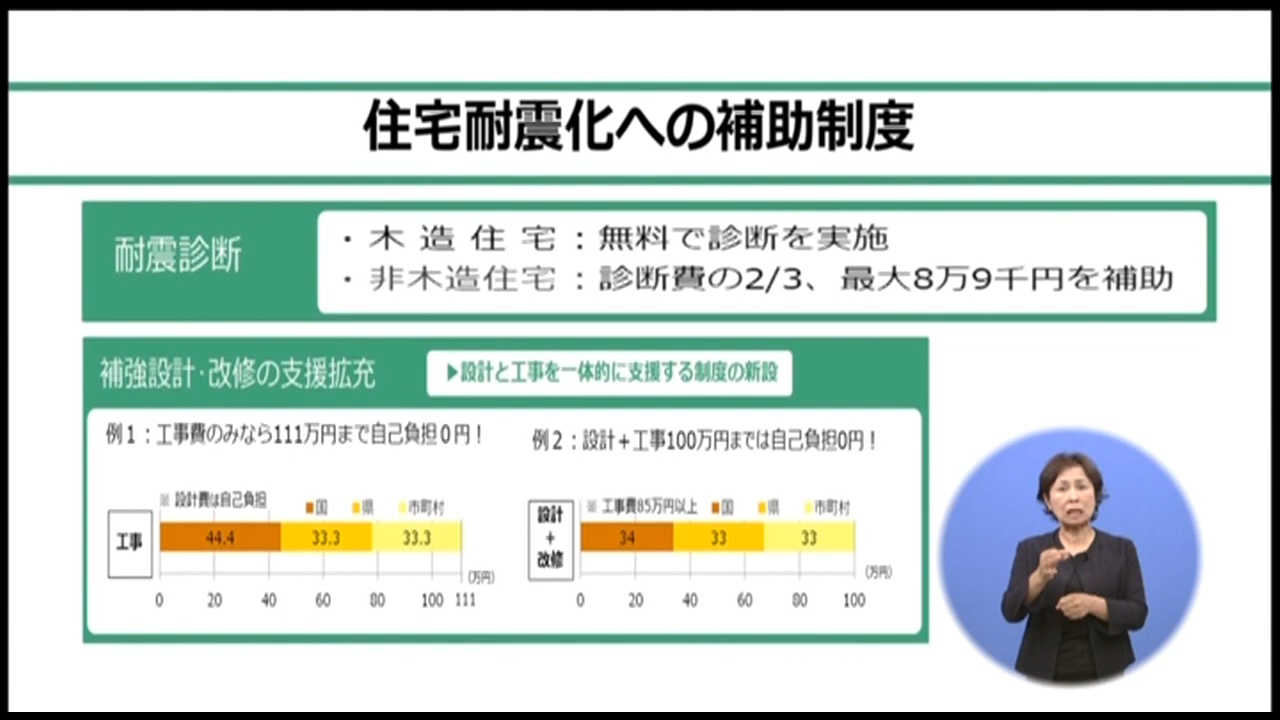 住宅耐震化への補助制度
耐震診断
・木造住宅：無料で診断を実施
・非木造住宅：診断費の2/3、最大8万9千円を補助
補強設計・改修の支援拡充
▶設計と工事を一体的に支援する制度の新設
例1：工事費のみなら111万円まで自己負担0円！
※ 設計費は自己負担
■国 ■県 ■市町村
工事
44.4 33.3 33.3
(万円)
0 20 40 60 80 100 111
例2：設計＋工事100万円までは自己負担0円！
※ 工事費85万円以上
■国 ■県 ■市町村
設計
+
改修
34 33 33
(万円)
0 20 40 60 80 100